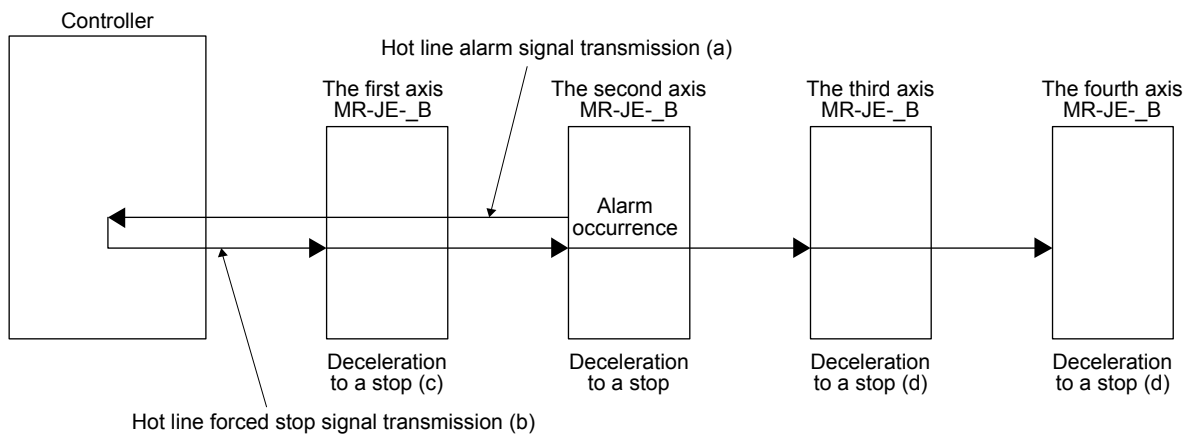 Controller
Hot line alarm signal transmission (a)
The first axis
MR-JE-_B
The second axis
MR-JE-_B
The third axis
MR-JE-_B
The fourth axis
MR-JE-_B
Alarm
occurrence
Deceleration
to a stop (c)
Deceleration
to a stop
Deceleration
to a stop (d)
Deceleration
to a stop (d)
Hot line forced stop signal transmission (b)